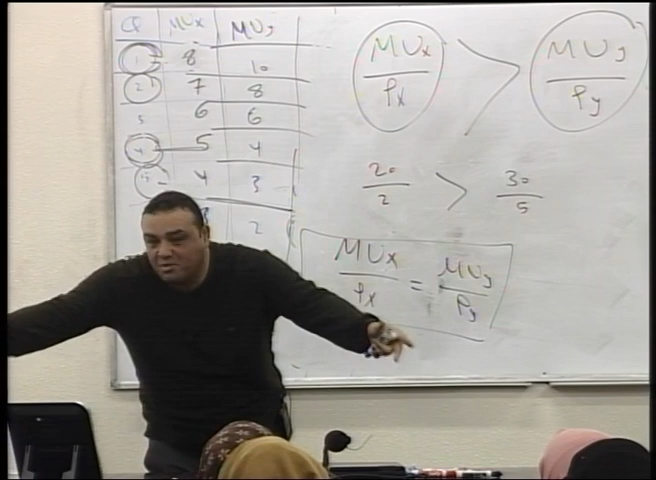 MUx MUy
1 8 10
2 7 8
3 6 6
4 5 4
4 3
2
MUx / Px > MUy / Py
20 / 2 > 30 / 5
MUx / Px = MUy / Py